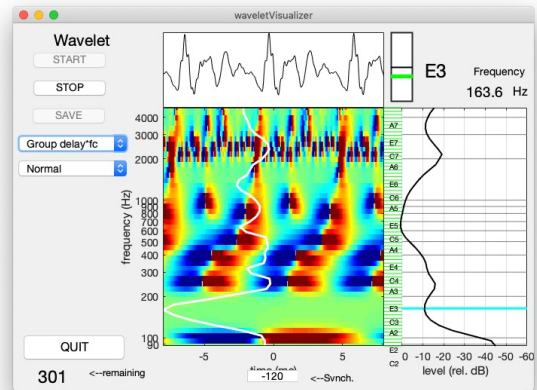 waveletVisualizer
Wavelet
START
STOP
SAVE
Group delay*fc
Normal
QUIT
301 <--remaining
E3
Frequency
163.6 Hz
frequency (Hz)
4000
3000
2000
1000
900
800
700
600
500
400
300
200
100
90
-5 0 5
time (ms)
-120 <--Synch.
A7
E7
C7
A6
E6
C6
A5
E5
C5
A4
E4
C4
A3
E3
C3
A2
E2
C2
0 -10 -20 -30 -40 -50 -60
level (rel. dB)